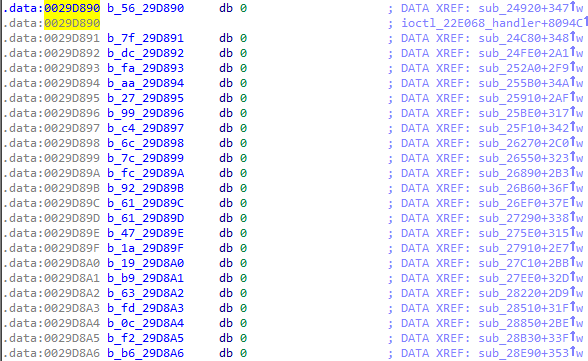 .data:0029D890 b_56_29D890 db 0 ; DATA XREF: sub_24920+347↑w
.data:0029D890 ; ioctl_22E068_handler+8094C↑
.data:0029D891 b_7f_29D891 db 0 ; DATA XREF: sub_24C80+348↑w
.data:0029D892 b_dc_29D892 db 0 ; DATA XREF: sub_24FE0+2A1↑w
.data:0029D893 b_fa_29D893 db 0 ; DATA XREF: sub_252A0+2F9↑w
.data:0029D894 b_aa_29D894 db 0 ; DATA XREF: sub_255B0+34A↑w
.data:0029D895 b_27_29D895 db 0 ; DATA XREF: sub_25910+2AF↑w
.data:0029D896 b_99_29D896 db 0 ; DATA XREF: sub_25BE0+317↑w
.data:0029D897 b_c4_29D897 db 0 ; DATA XREF: sub_25F10+342↑w
.data:0029D898 b_6c_29D898 db 0 ; DATA XREF: sub_26270+2C0↑w
.data:0029D899 b_7c_29D899 db 0 ; DATA XREF: sub_26550+323↑w
.data:0029D89A b_fc_29D89A db 0 ; DATA XREF: sub_26890+2B3↑w
.data:0029D89B b_92_29D89B db 0 ; DATA XREF: sub_26B60+36F↑w
.data:0029D89C b_61_29D89C db 0 ; DATA XREF: sub_26EF0+37E↑w
.data:0029D89D b_61_29D89D db 0 ; DATA XREF: sub_27290+338↑w
.data:0029D89E b_47_29D89E db 0 ; DATA XREF: sub_275E0+315↑w
.data:0029D89F b_1a_29D89F db 0 ; DATA XREF: sub_27910+2E7↑w
.data:0029D8A0 b_19_29D8A0 db 0 ; DATA XREF: sub_27C10+2BB↑w
.data:0029D8A1 b_b9_29D8A1 db 0 ; DATA XREF: sub_27EE0+32D↑w
.data:0029D8A2 b_63_29D8A2 db 0 ; DATA XREF: sub_28220+2D9↑w
.data:0029D8A3 b_fd_29D8A3 db 0 ; DATA XREF: sub_28510+31F↑w
.data:0029D8A4 b_0c_29D8A4 db 0 ; DATA XREF: sub_28850+2BE↑w
.data:0029D8A5 b_f2_29D8A5 db 0 ; DATA XREF: sub_28B30+33F↑w
.data:0029D8A6 b_b6_29D8A6 db 0 ; DATA XREF: sub_28E90+353↑w